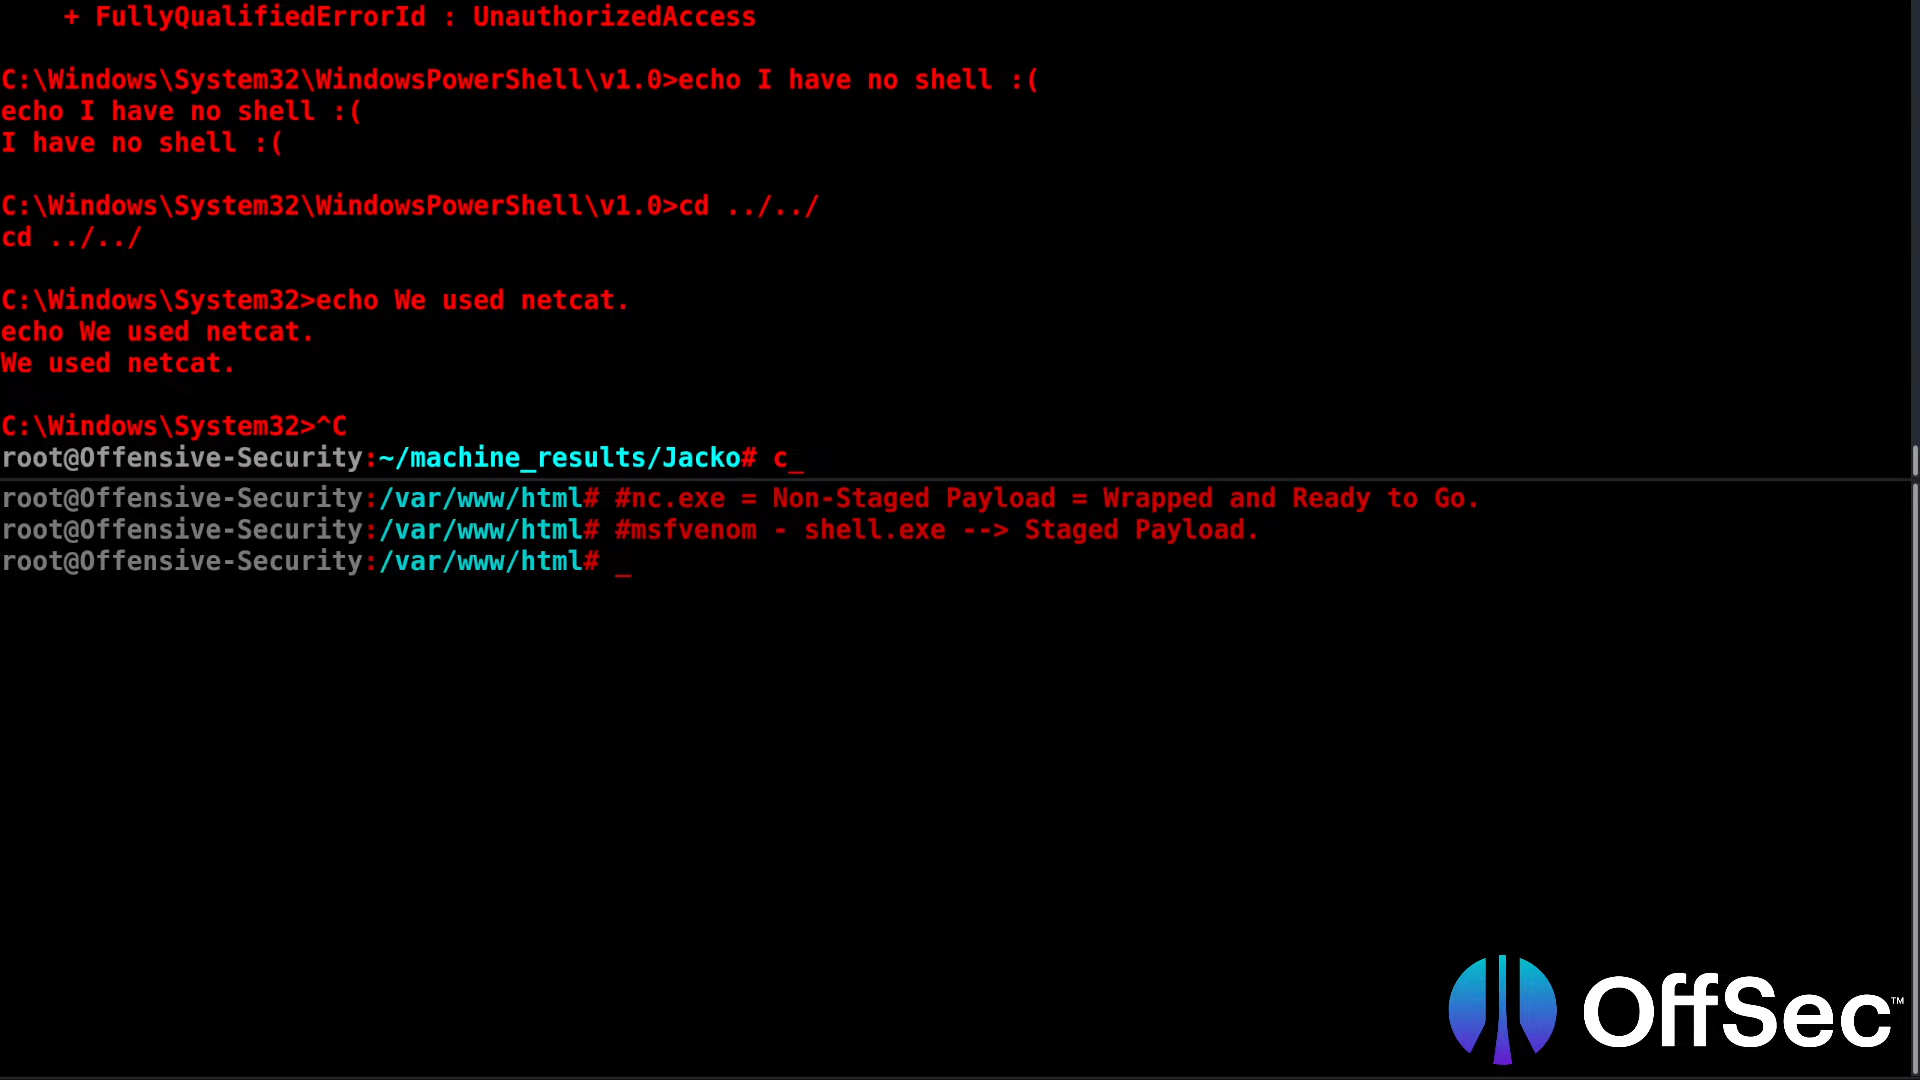 + FullyQualifiedErrorId : UnauthorizedAccess
C:\Windows\System32\WindowsPowerShell\v1.0>echo I have no shell :(
echo I have no shell :(
I have no shell :(
C:\Windows\System32\WindowsPowerShell\v1.0>cd ../../
cd ../../
C:\Windows\System32>echo We used netcat.
echo We used netcat.
We used netcat.
C:\Windows\System32>^C
root@Offensive-Security:~/machine_results/Jacko# c_
root@Offensive-Security:/var/www/html# #nc.exe = Non-Staged Payload = Wrapped and Ready to Go.
root@Offensive-Security:/var/www/html# #msfvenom - shell.exe --> Staged Payload.
root@Offensive-Security:/var/www/html# _
OffSec™